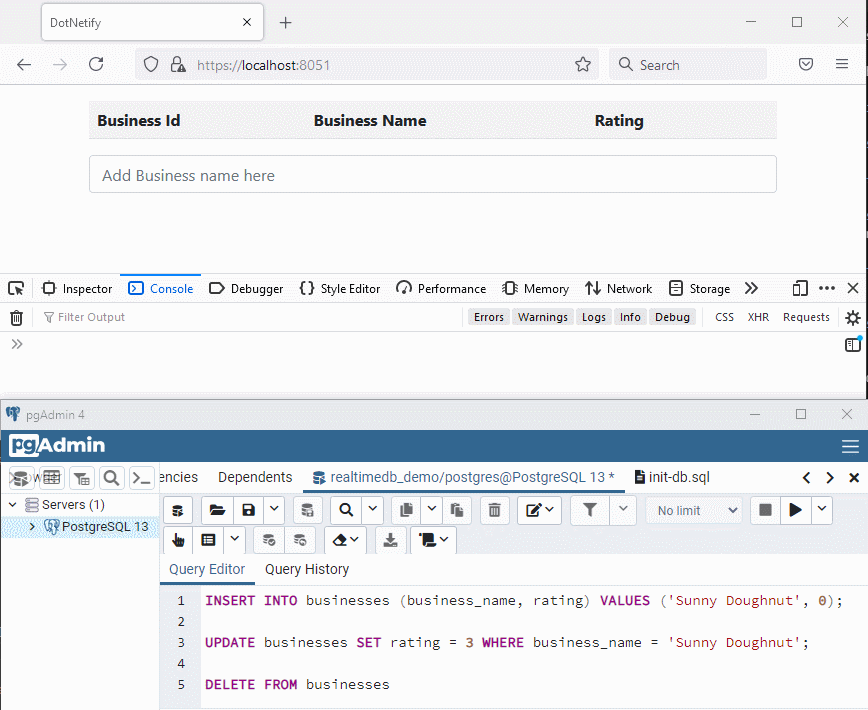 DotNetify
https://localhost:8051
Search
Business Id Business Name Rating
Add Business name here
Inspector Console Debugger Style Editor Performance Memory Network Storage
Filter Output
Errors Warnings Logs Info Debug CSS XHR Requests
pgAdmin 4
pgAdmin
encies Dependents realtimedb_demo/postgres@PostgreSQL 13 * init-db.sql
Servers (1)
PostgreSQL 13
No limit
Query Editor Query History
1 INSERT INTO businesses (business_name, rating) VALUES ('Sunny Doughnut', 0);
2
3 UPDATE businesses SET rating = 3 WHERE business_name = 'Sunny Doughnut';
4
5 DELETE FROM businesses